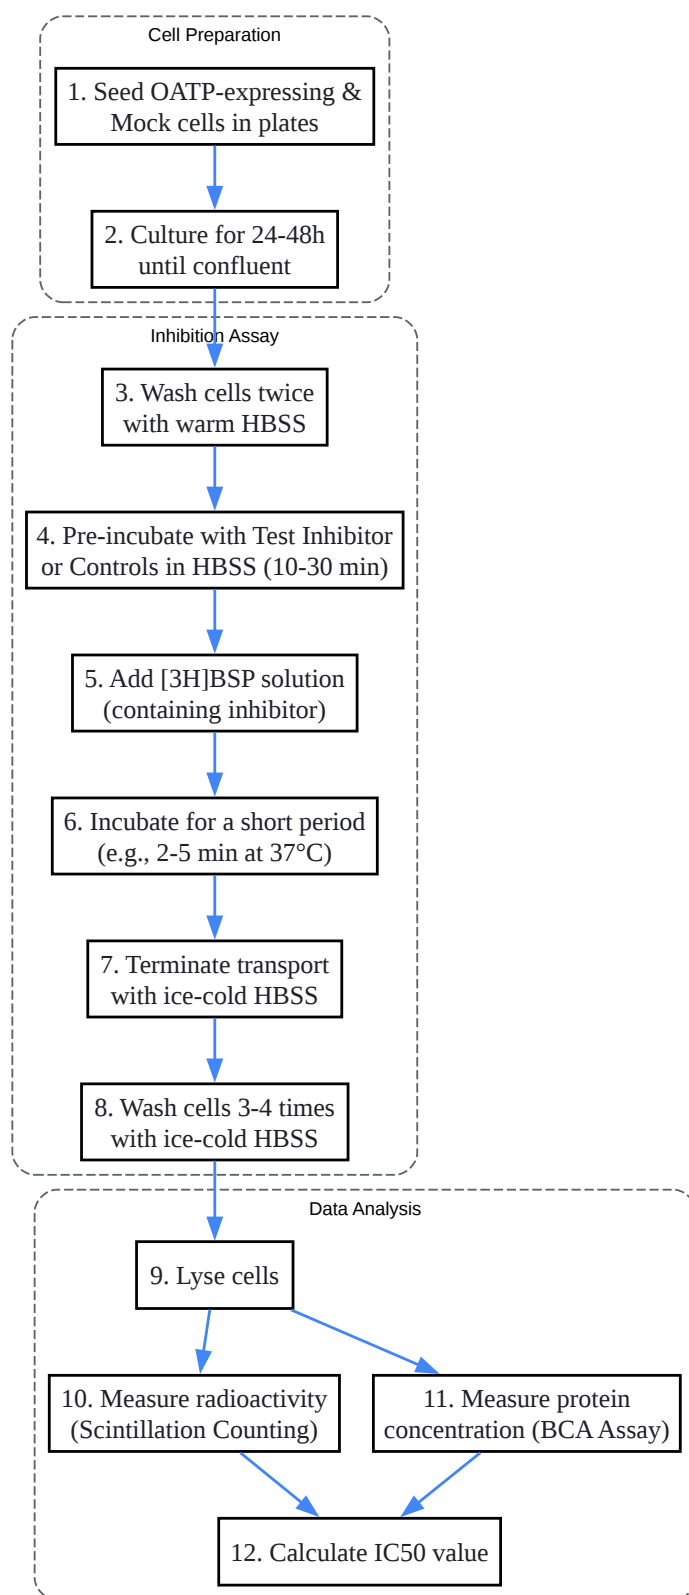 Cell Preparation
1. Seed OATP-expressing &
Mock cells in plates
2. Culture for 24-48h
until confluent
Inhibition Assay
3. Wash cells twice
with warm HBSS
4. Pre-incubate with Test Inhibitor
or Controls in HBSS (10-30 min)
5. Add [3H]BSP solution
(containing inhibitor)
6. Incubate for a short period
(e.g., 2-5 min at 37°C)
7. Terminate transport
with ice-cold HBSS
8. Wash cells 3-4 times
with ice-cold HBSS
Data Analysis
9. Lyse cells
10. Measure radioactivity
(Scintillation Counting)
11. Measure protein
concentration (BCA Assay)
12. Calculate IC50 value